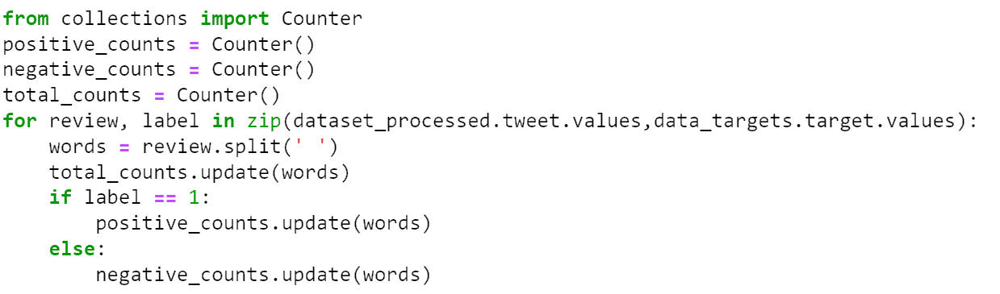 from collections import Counter
positive_counts = Counter()
negative_counts = Counter()
total_counts = Counter()
for review, label in zip(dataset_processed.tweet.values,data_targets.target.values):
    words = review.split(' ')
    total_counts.update(words)
    if label == 1:
        positive_counts.update(words)
    else:
        negative_counts.update(words)